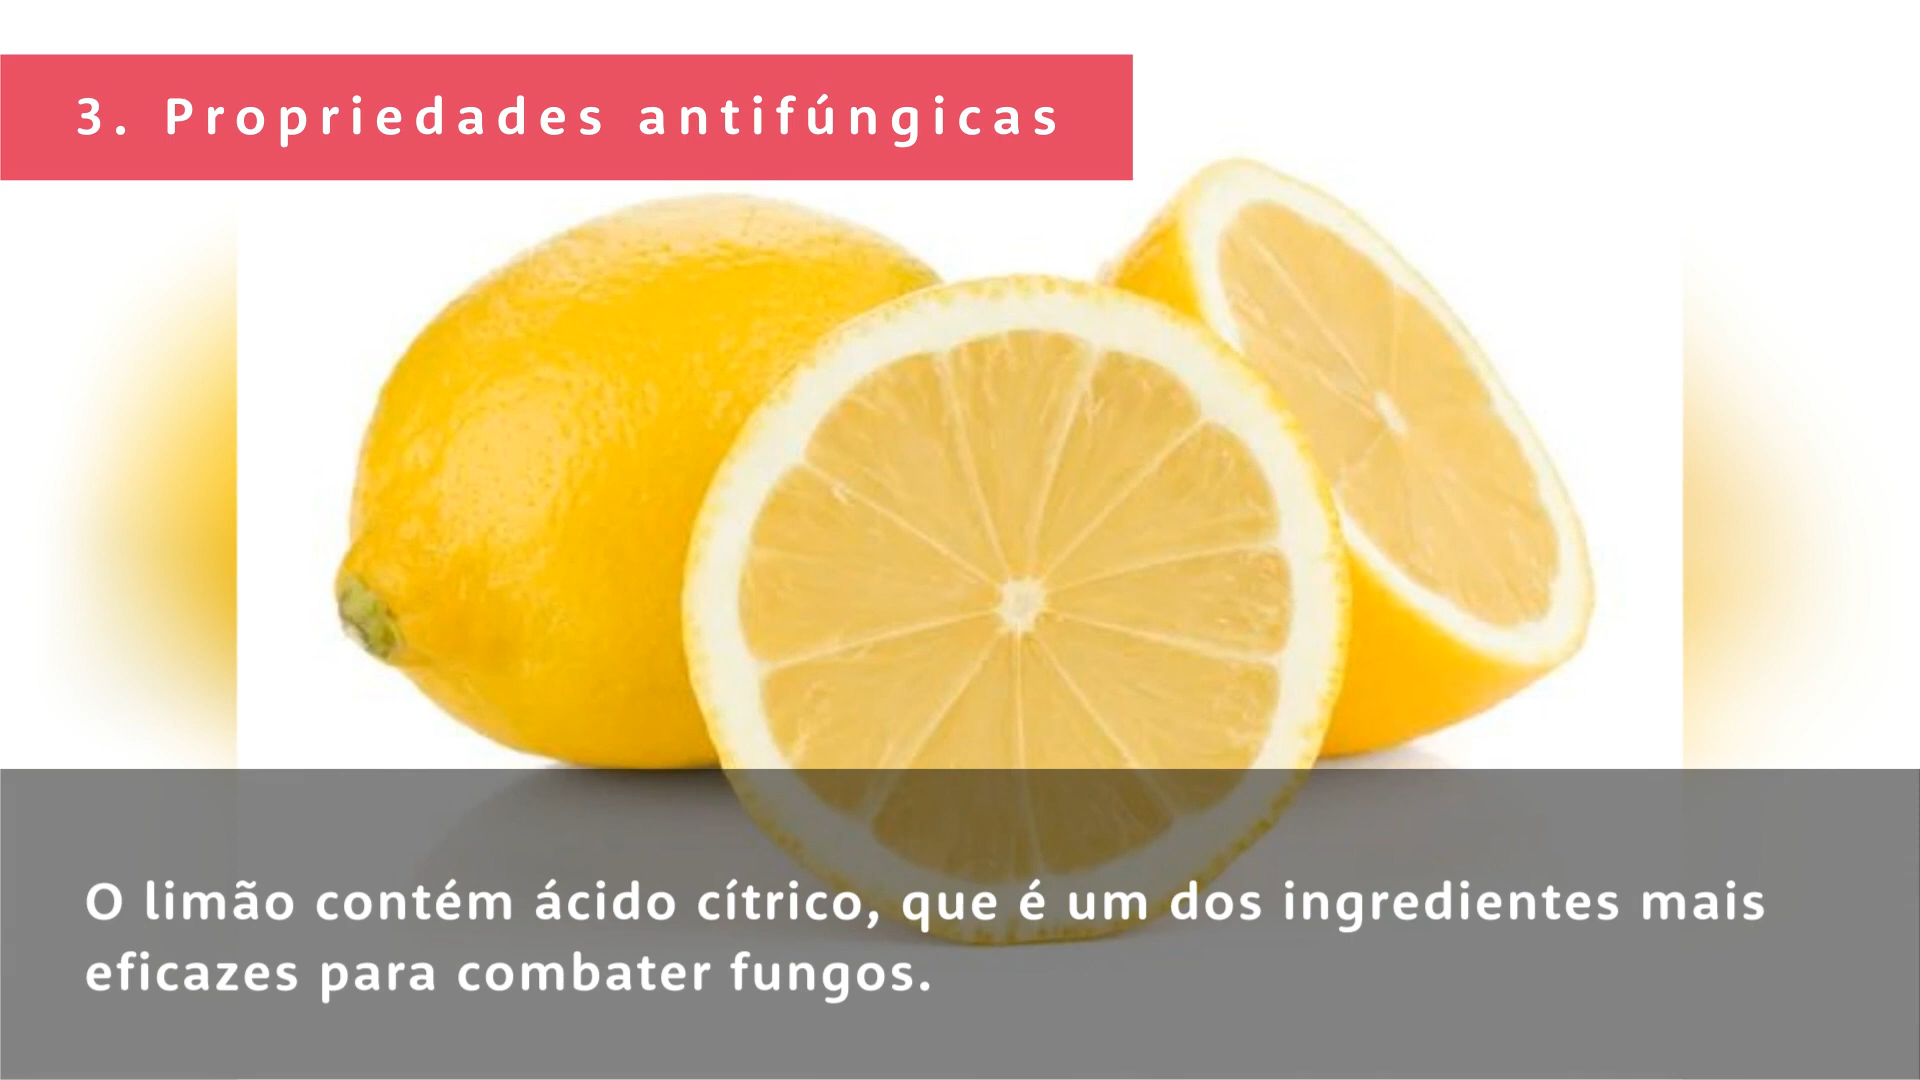 3. Propriedades antifúngicas
O limão contém ácido cítrico, que é um dos ingredientes mais
eficazes para combater fungos.